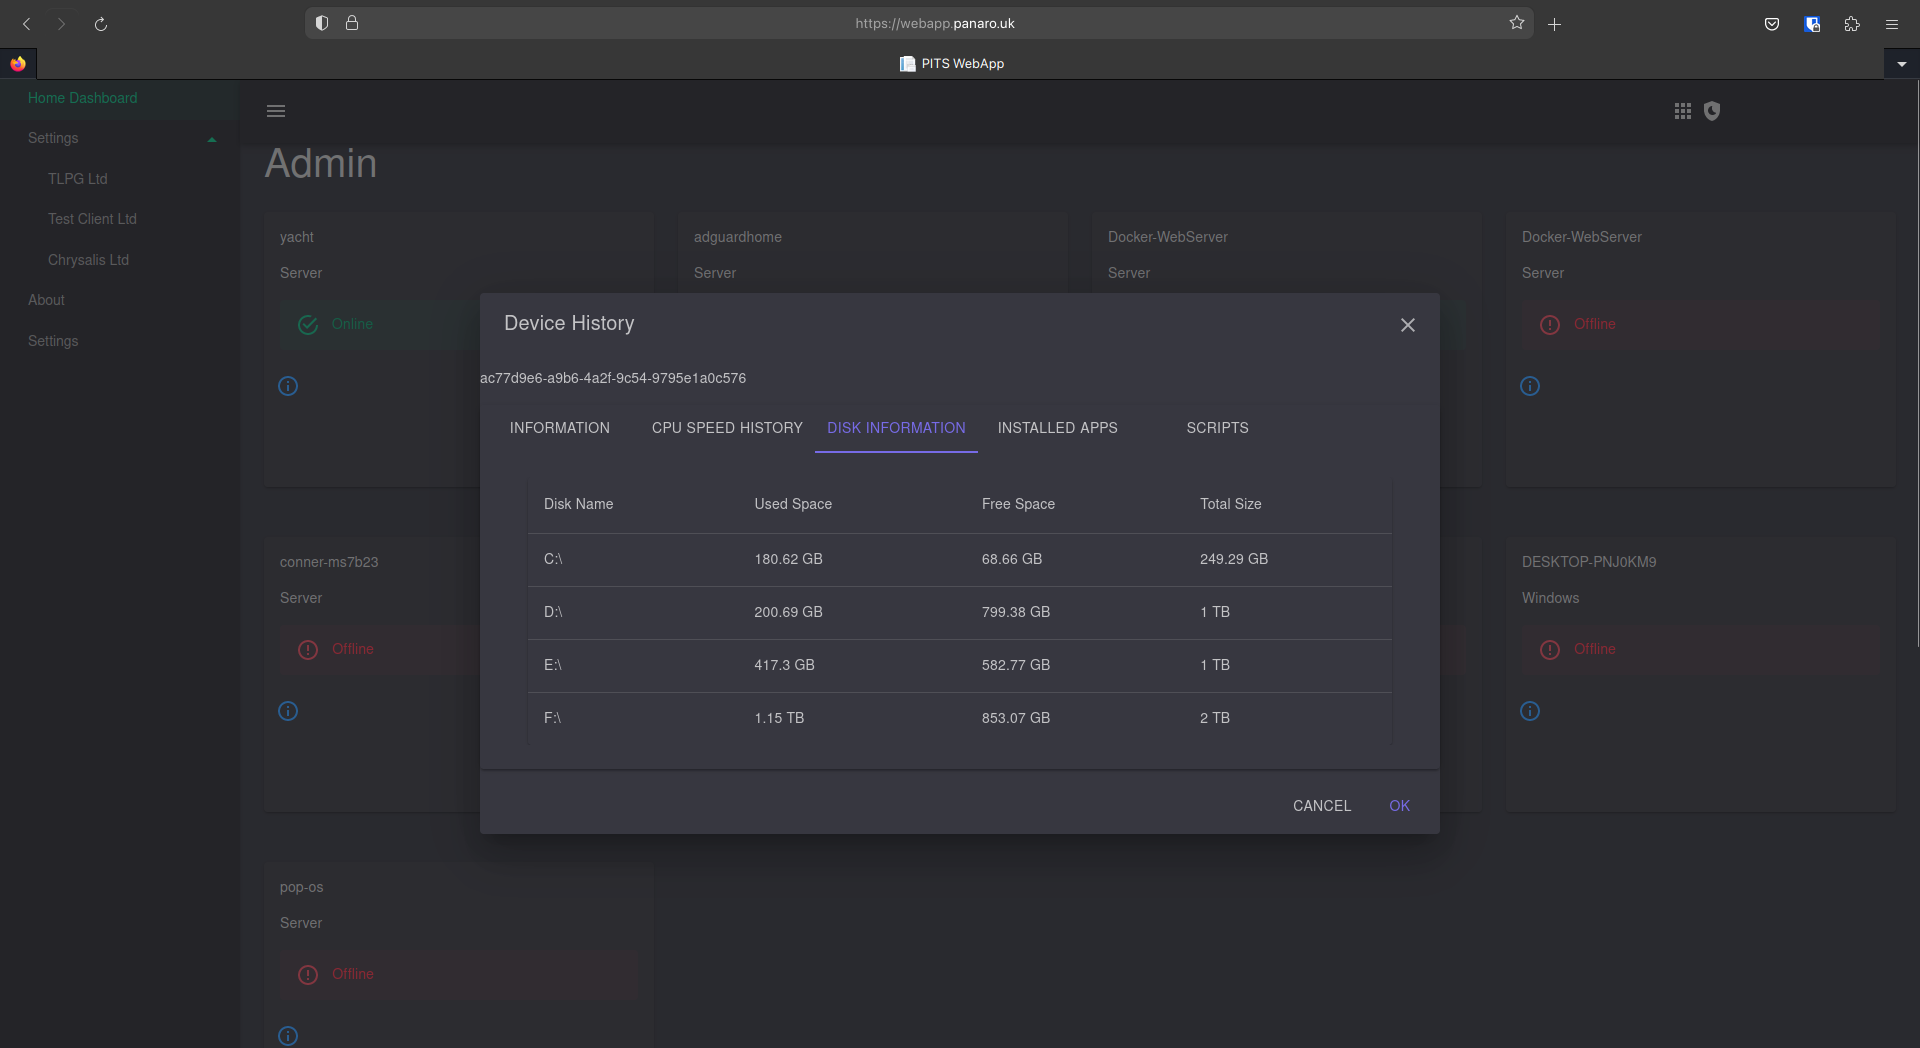 https://webapp.panaro.uk
PITS WebApp
Home Dashboard
Settings
TLPG Ltd
Test Client Ltd
Chrysalis Ltd
About
Settings
Admin
yacht
Server
Online
adguardhome
Server
Docker-WebServer
Server
Docker-WebServer
Server
Offline
Device History
ac77d9e6-a9b6-4a2f-9c54-9795e1a0c576
INFORMATION CPU SPEED HISTORY DISK INFORMATION INSTALLED APPS SCRIPTS
Disk Name Used Space Free Space Total Size
C:\ 180.62 GB 68.66 GB 249.29 GB
D:\ 200.69 GB 799.38 GB 1 TB
E:\ 417.3 GB 582.77 GB 1 TB
F:\ 1.15 TB 853.07 GB 2 TB
CANCEL OK
conner-ms7b23
Server
Offline
DESKTOP-PNJ0KM9
Windows
Offline
pop-os
Server
Offline